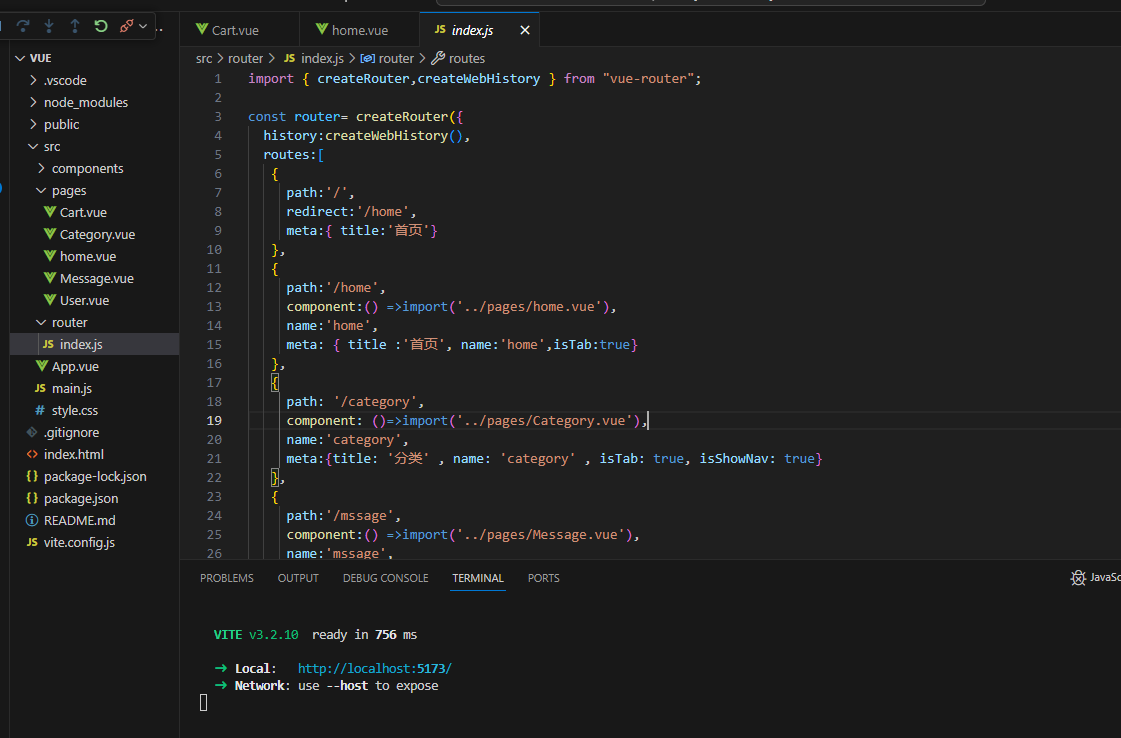 Cart.vue home.vue JS index.js
VUE
.vscode
node_modules
public
src
components
pages
Cart.vue
Category.vue
home.vue
Message.vue
User.vue
router
JS index.js
App.vue
JS main.js
# style.css
.gitignore
<> index.html
{} package-lock.json
{} package.json
README.md
JS vite.config.js
src > router > JS index.js > router > routes
1 import { createRouter,createWebHistory } from "vue-router";
2
3 const router= createRouter({
4 history:createWebHistory(),
5 routes:[
6 {
7 path:'/',
8 redirect:'/home',
9 meta:{ title:'首页'}
10 },
11 {
12 path:'/home',
13 component:() =>import('../pages/home.vue'),
14 name:'home',
15 meta: { title :'首页', name:'home',isTab:true}
16 },
17 {
18 path: '/category',
19 component: ()=>import('../pages/Category.vue'),
20 name:'category',
21 meta:{title: '分类' , name: 'category' , isTab: true, isShowNav: true}
22 },
23 {
24 path:'/mssage',
25 component:() =>import('../pages/Message.vue'),
26 name:'mssage',
PROBLEMS OUTPUT DEBUG CONSOLE TERMINAL PORTS JavaSc
VITE v3.2.10 ready in 756 ms
➜ Local: http://localhost:5173/
➜ Network: use --host to expose